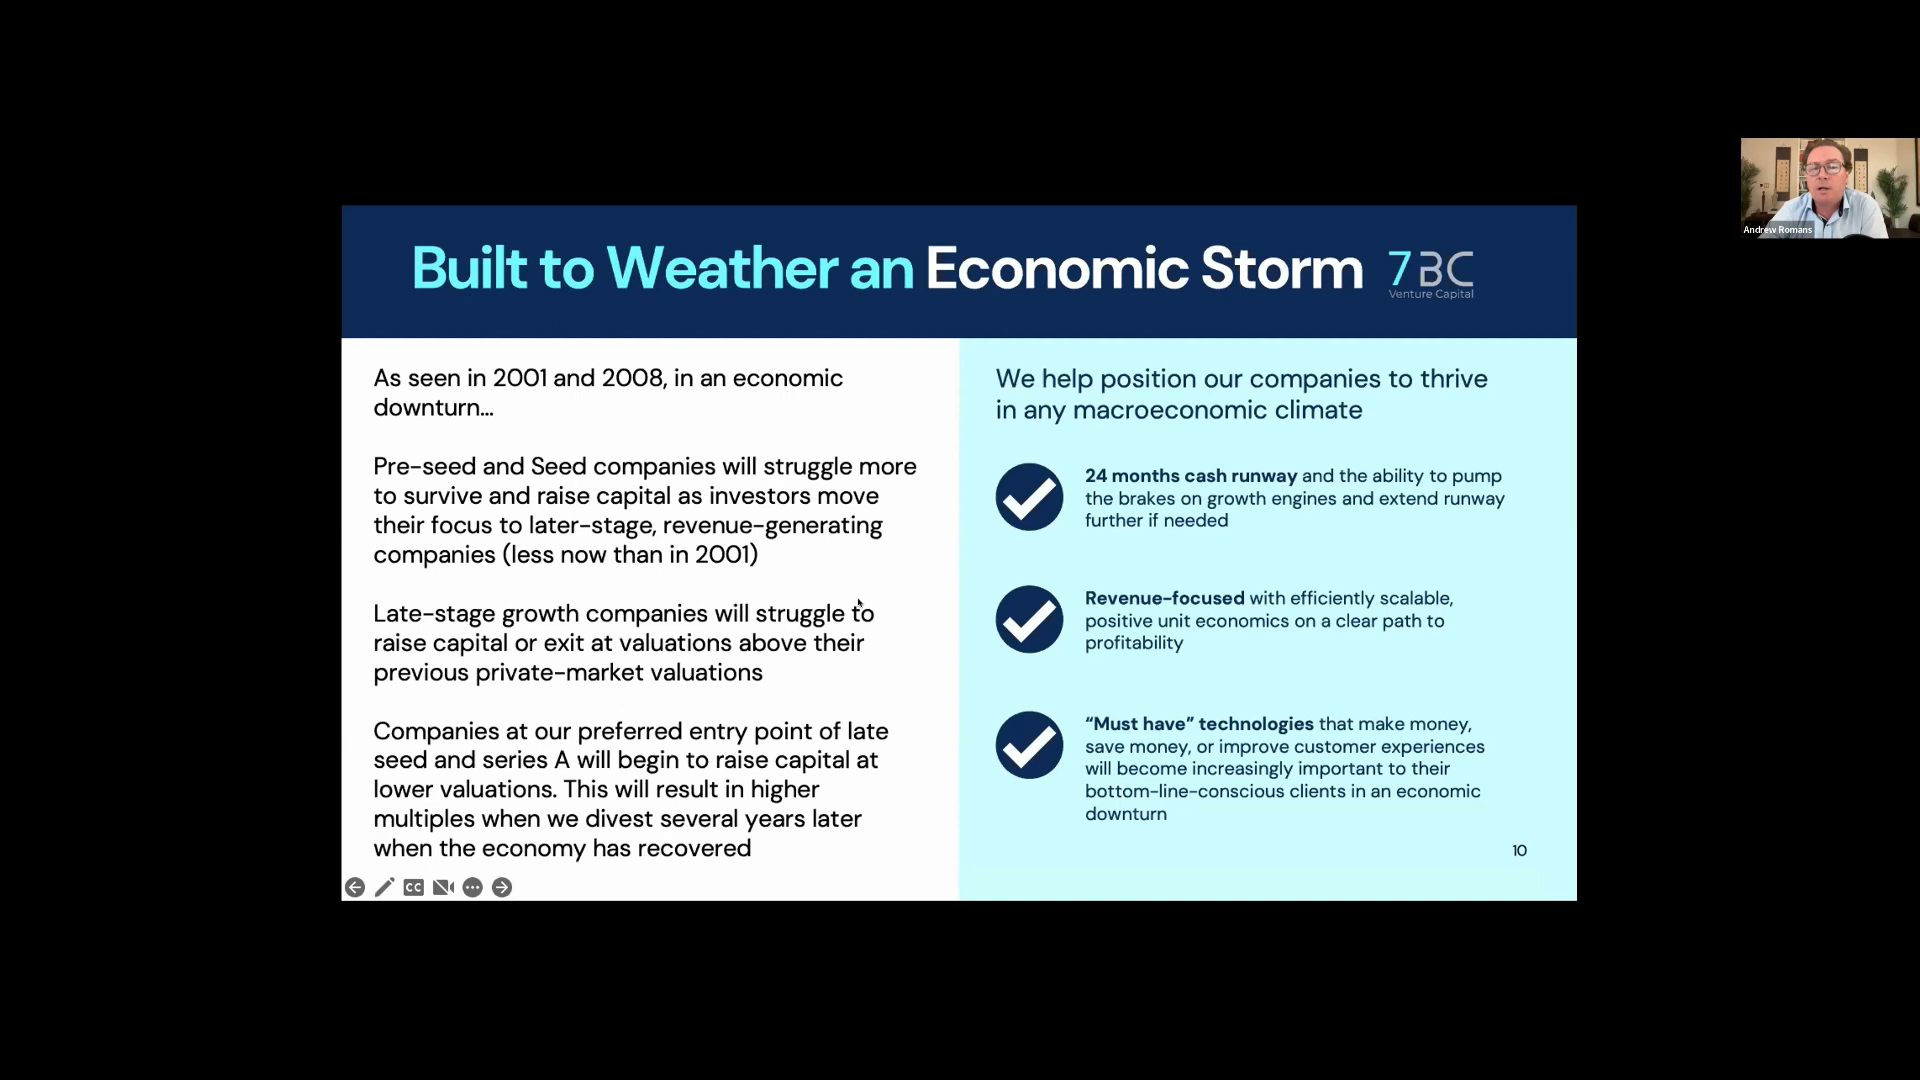 Built to Weather an Economic Storm
7BC
Venture Capital
As seen in 2001 and 2008, in an economic
downturn...
Pre-seed and Seed companies will struggle more
to survive and raise capital as investors move
their focus to later-stage, revenue-generating
companies (less now than in 2001)
Late-stage growth companies will struggle to
raise capital or exit at valuations above their
previous private-market valuations
Companies at our preferred entry point of late
seed and series A will begin to raise capital at
lower valuations. This will result in higher
multiples when we divest several years later
when the economy has recovered
We help position our companies to thrive
in any macroeconomic climate
24 months cash runway and the ability to pump
the brakes on growth engines and extend runway
further if needed
Revenue-focused with efficiently scalable,
positive unit economics on a clear path to
profitability
“Must have” technologies that make money,
save money, or improve customer experiences
will become increasingly important to their
bottom-line-conscious clients in an economic
downturn
10
CC
Andrew Romans